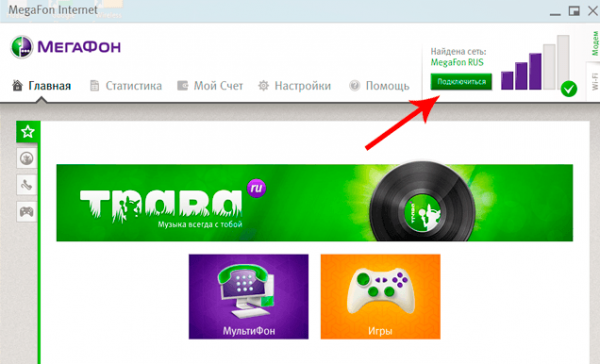 MegaFon Internet
МЕГАФОН
Найдена сеть:
MegaFon RUS
Подключиться
Модем
Wi-Fi
Главная
Статистика
Мой Счет
Настройки
Помощь
трава ru
Музыка всегда с тобой
трава
МультиФон
Игры